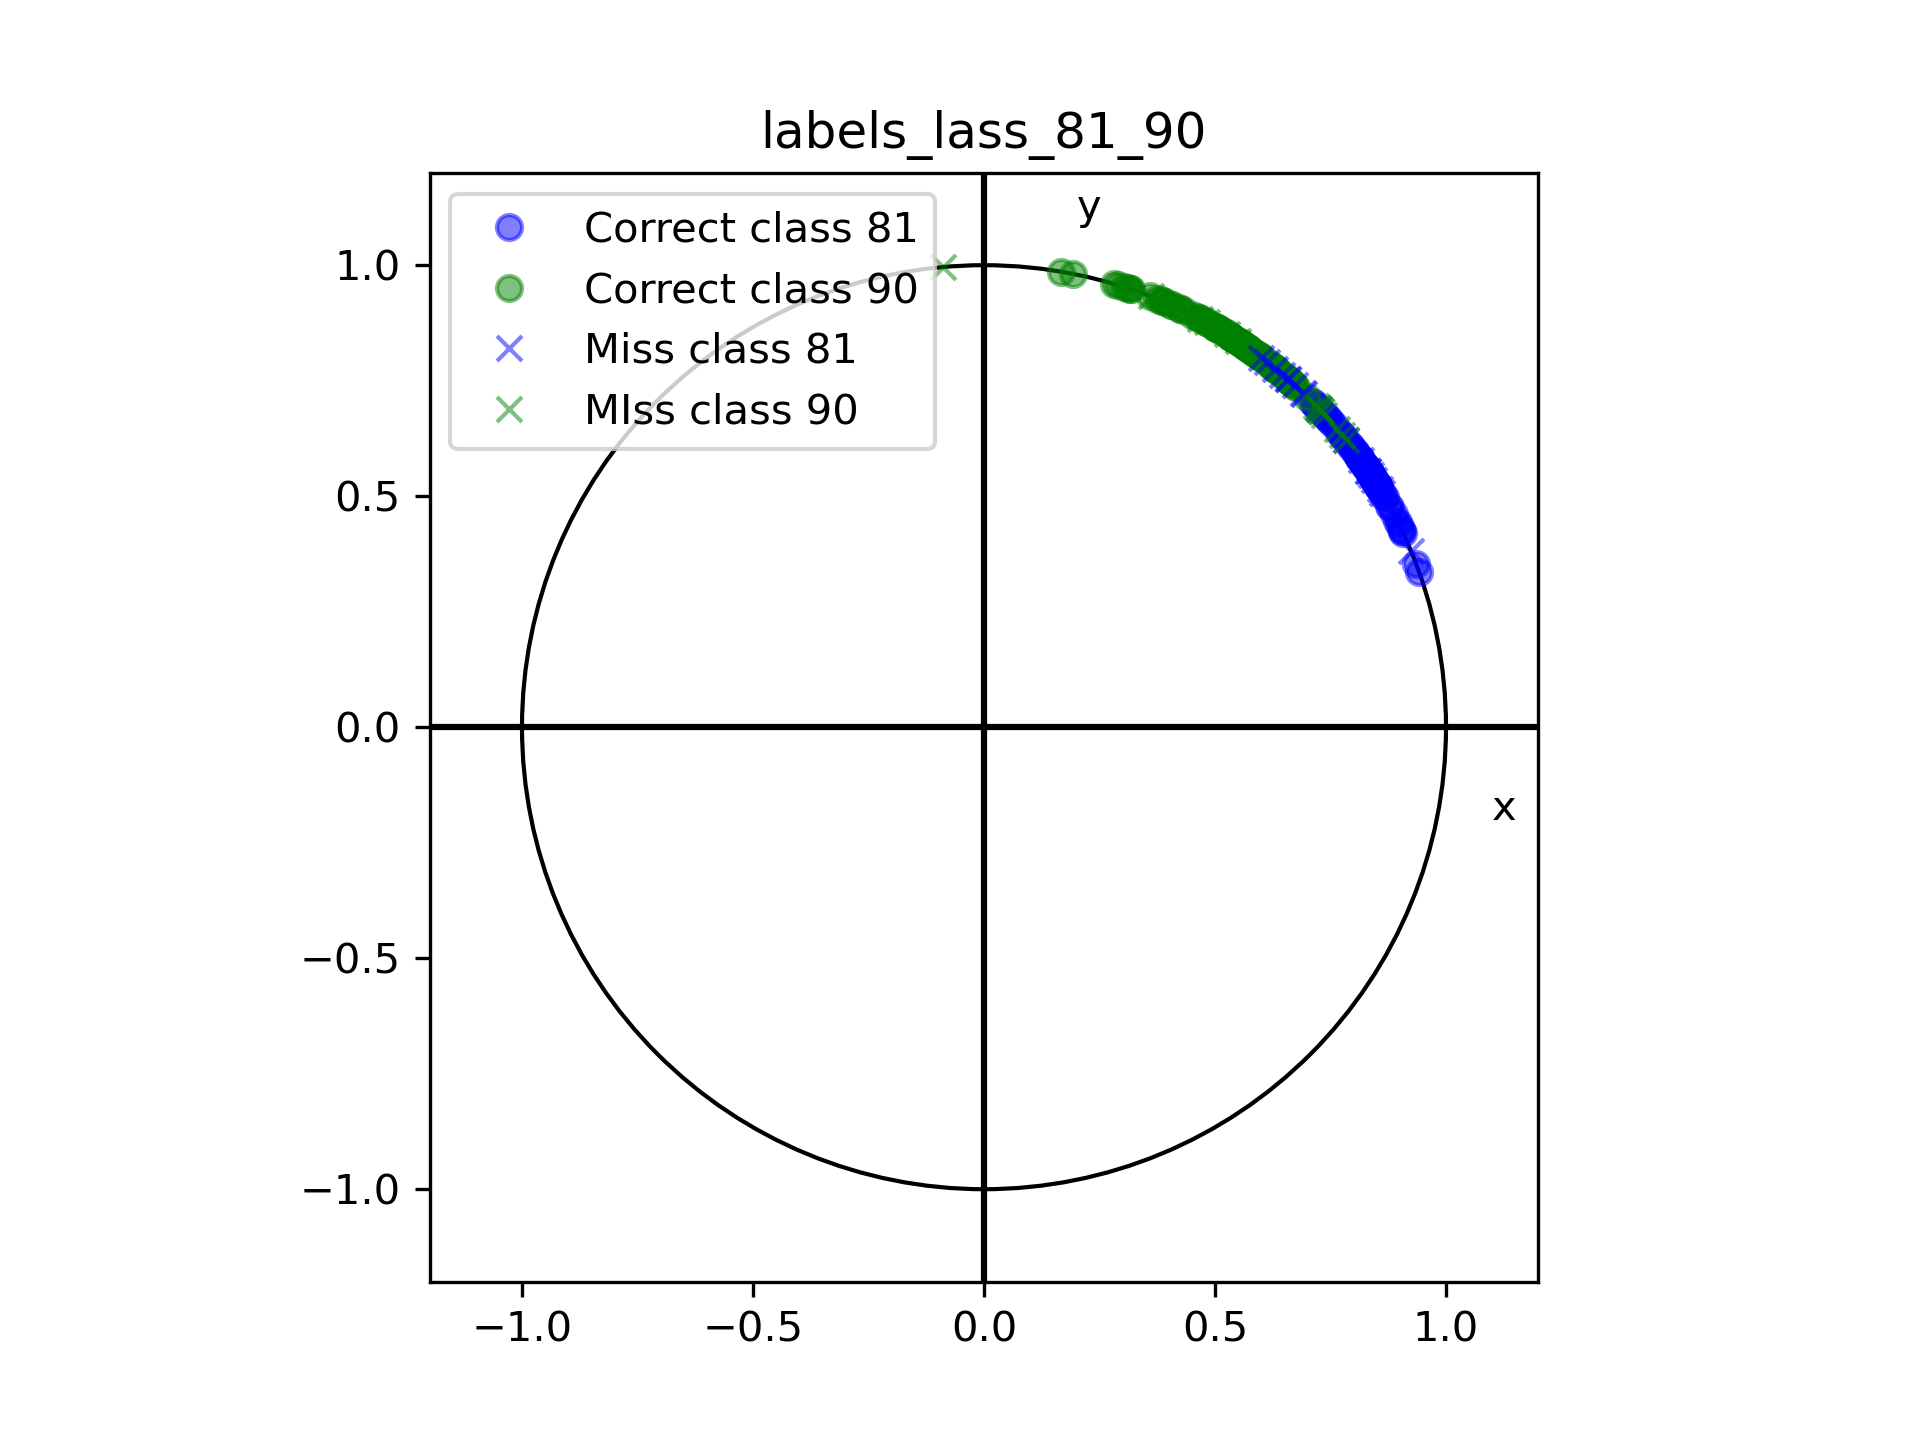 labels_lass_81_90
y
Correct class 81
Correct class 90
Miss class 81
MIss class 90
1.0
0.5
0.0
x
−0.5
−1.0
−1.0 −0.5 0.0 0.5 1.0